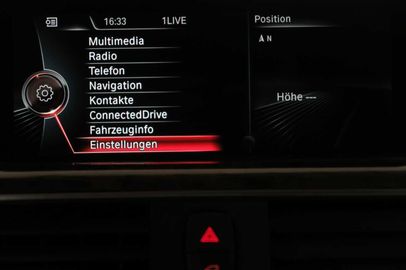 16:33 1LIVE
Multimedia
Radio
Telefon
Navigation
Kontakte
ConnectedDrive
Fahrzeuginfo
Einstellungen
Position
N
Höhe ---